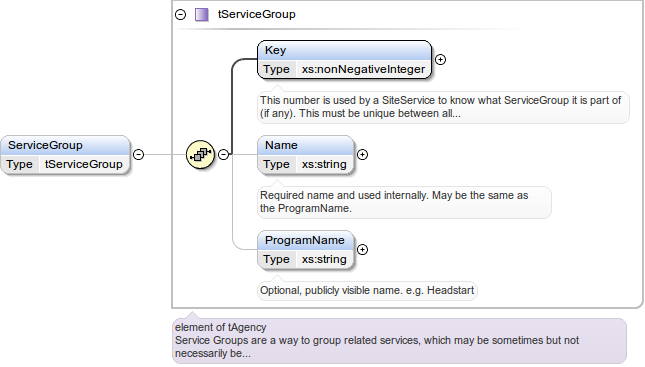 tServiceGroup
Key
Type xs:nonNegativeInteger
This number is used by a SiteService to know what ServiceGroup it is part of
(if any). This must be unique between all...
ServiceGroup
Type tServiceGroup
Name
Type xs:string
Required name and used internally. May be the same as
the ProgramName.
ProgramName
Type xs:string
Optional, publicly visible name. e.g. Headstart
element of tAgency
Service Groups are a way to group related services, which may be sometimes but not
necessarily be...